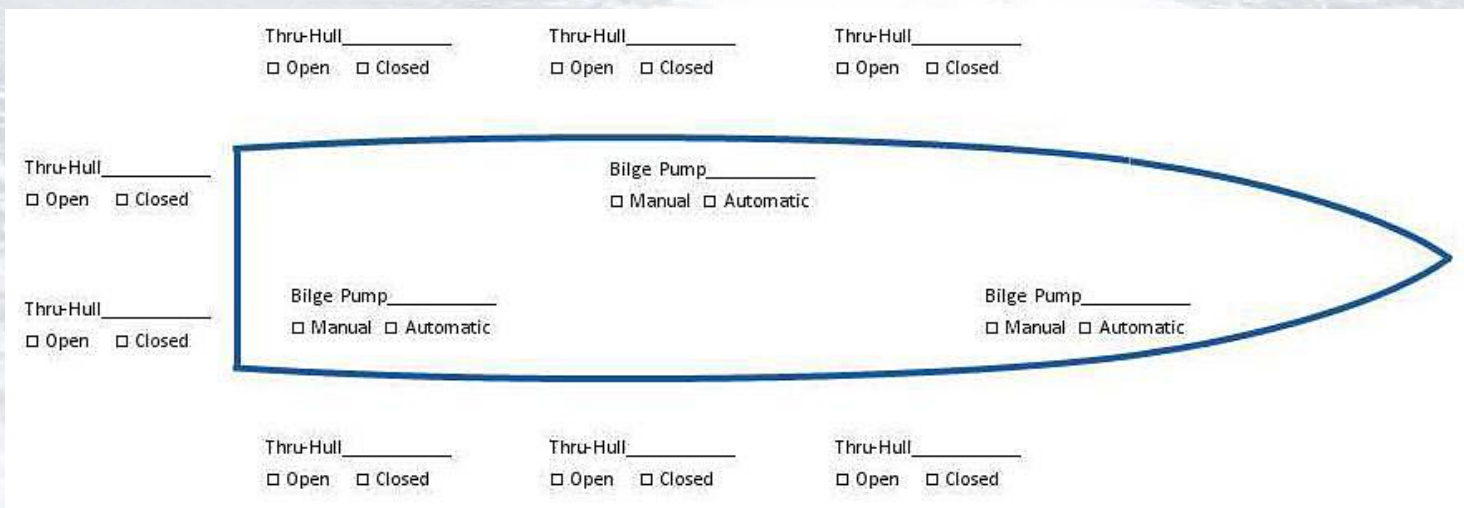 Thru-Hull___________ Thru-Hull___________ Thru-Hull___________
□ Open □ Closed □ Open □ Closed □ Open □ Closed
Thru-Hull___________ Bilge Pump___________
□ Open □ Closed □ Manual □ Automatic
Bilge Pump___________ Bilge Pump___________
Thru-Hull___________
□ Manual □ Automatic □ Manual □ Automatic
□ Open □ Closed
Thru-Hull___________ Thru-Hull___________ Thru-Hull___________
□ Open □ Closed □ Open □ Closed □ Open □ Closed